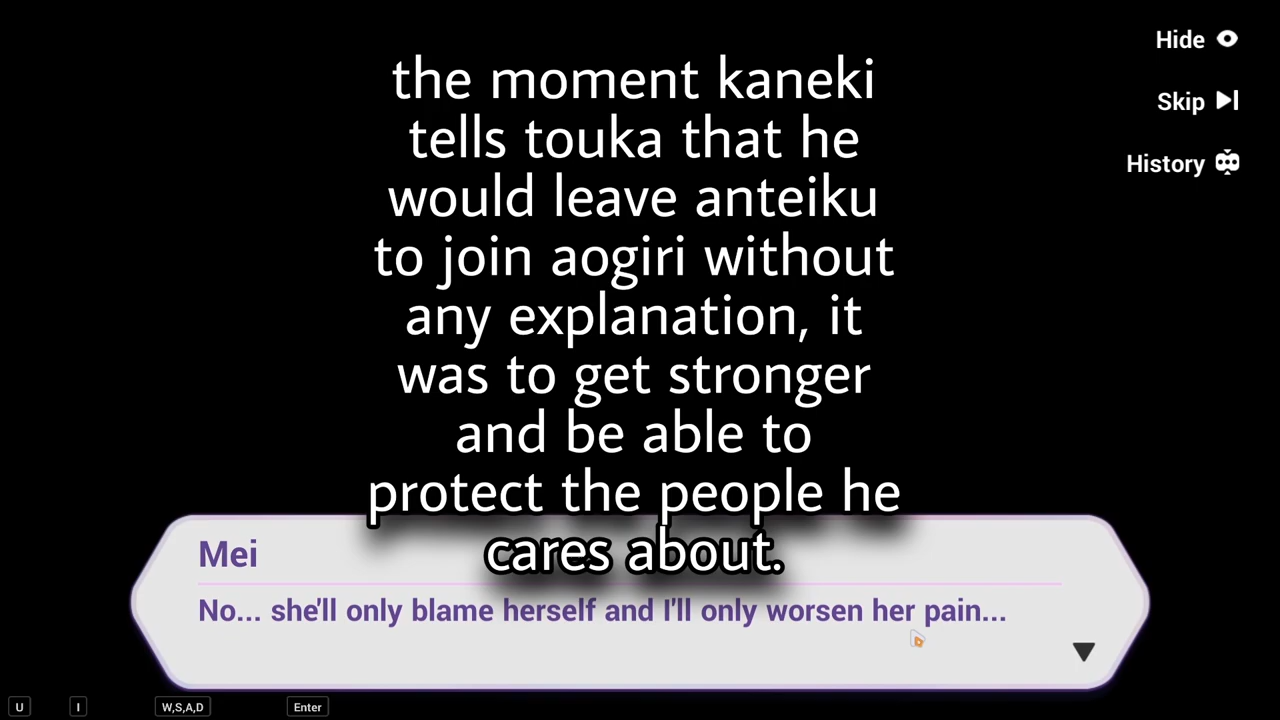 Hide
Skip
History
the moment kaneki
tells touka that he
would leave anteiku
to join aogiri without
any explanation, it
was to get stronger
and be able to
protect the people he
cares about.
Mei
No... she'll only blame herself and I'll only worsen her pain...
U I W,S,A,D Enter